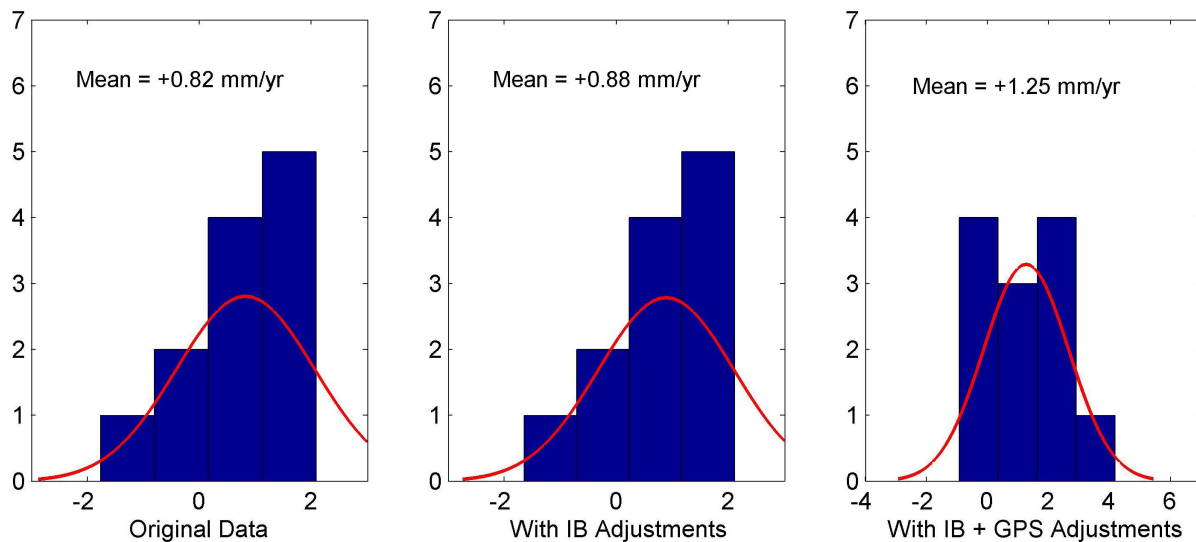 7
6
5
4
3
2
1
0
Mean = +0.82 mm/yr
-2 0 2
Original Data
7
6
5
4
3
2
1
0
Mean = +0.88 mm/yr
-2 0 2
With IB Adjustments
7
6
5
4
3
2
1
0
Mean = +1.25 mm/yr
-4 -2 0 2 4 6
With IB + GPS Adjustments